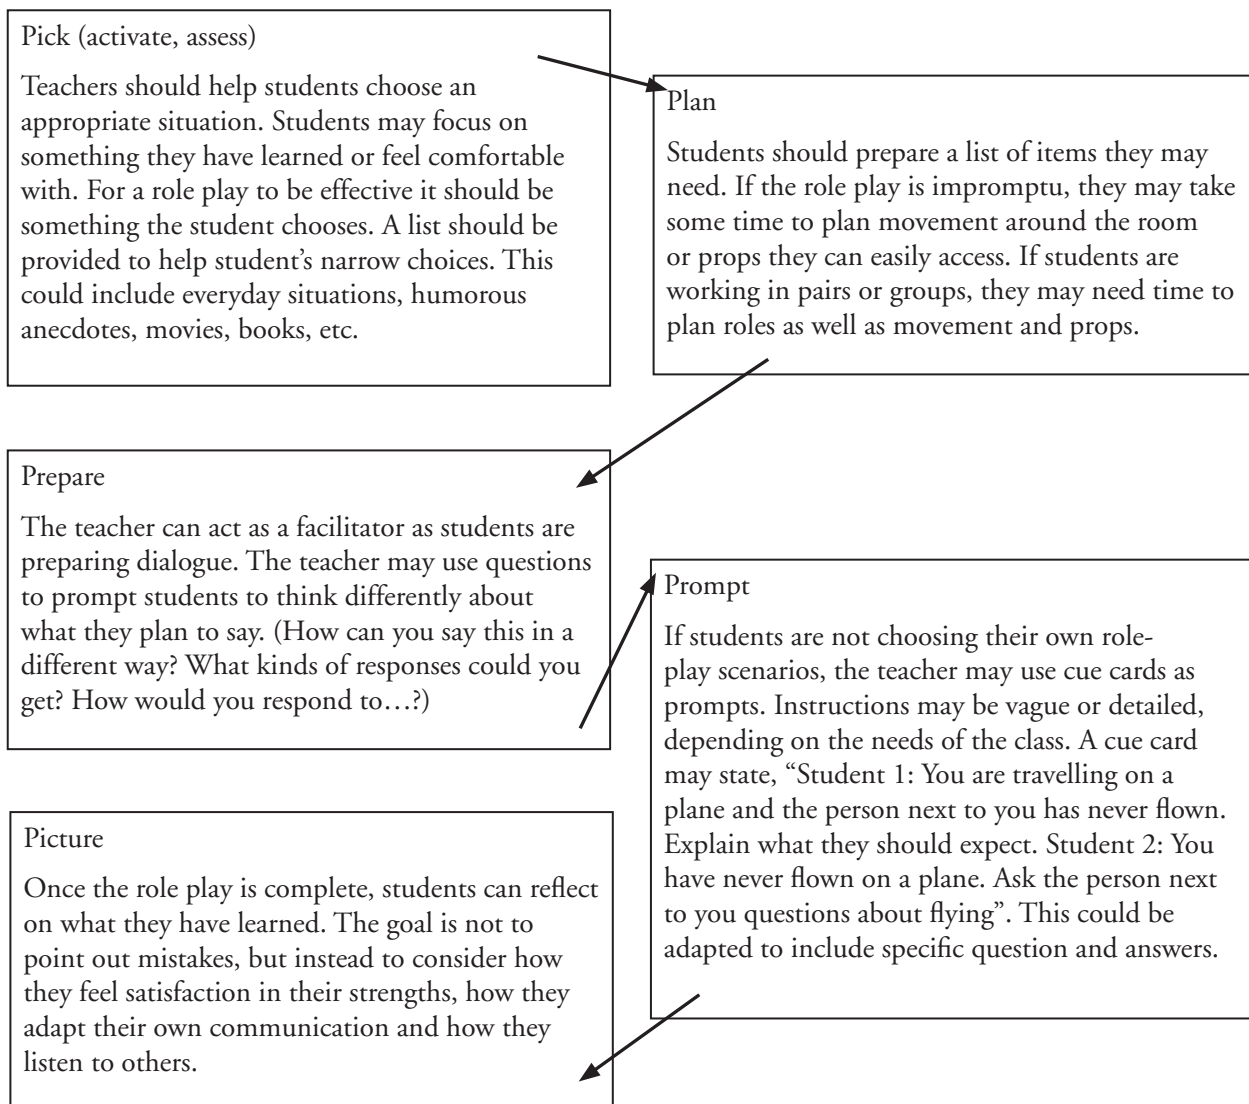 Pick (activate, assess)
Teachers should help students choose an
appropriate situation. Students may focus on
something they have learned or feel comfortable
with. For a role play to be effective it should be
something the student chooses. A list should be
provided to help student’s narrow choices. This
could include everyday situations, humorous
anecdotes, movies, books, etc.
Plan
Students should prepare a list of items they may
need. If the role play is impromptu, they may take
some time to plan movement around the room
or props they can easily access. If students are
working in pairs or groups, they may need time to
plan roles as well as movement and props.
Prepare
The teacher can act as a facilitator as students are
preparing dialogue. The teacher may use questions
to prompt students to think differently about
what they plan to say. (How can you say this in a
different way? What kinds of responses could you
get? How would you respond to…?)
Prompt
If students are not choosing their own role-
play scenarios, the teacher may use cue cards as
prompts. Instructions may be vague or detailed,
depending on the needs of the class. A cue card
may state, “Student 1: You are travelling on a
plane and the person next to you has never flown.
Explain what they should expect. Student 2: You
have never flown on a plane. Ask the person next
to you questions about flying”. This could be
adapted to include specific question and answers.
Picture
Once the role play is complete, students can reflect
on what they have learned. The goal is not to
point out mistakes, but instead to consider how
they feel satisfaction in their strengths, how they
adapt their own communication and how they
listen to others.